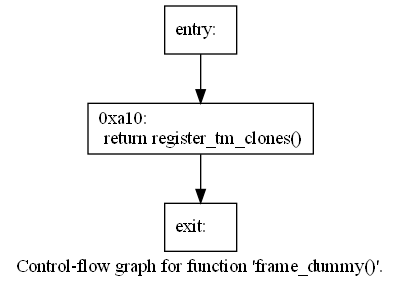 entry:
0xa10:
return register_tm_clones()
exit:
Control-flow graph for function 'frame_dummy()'.